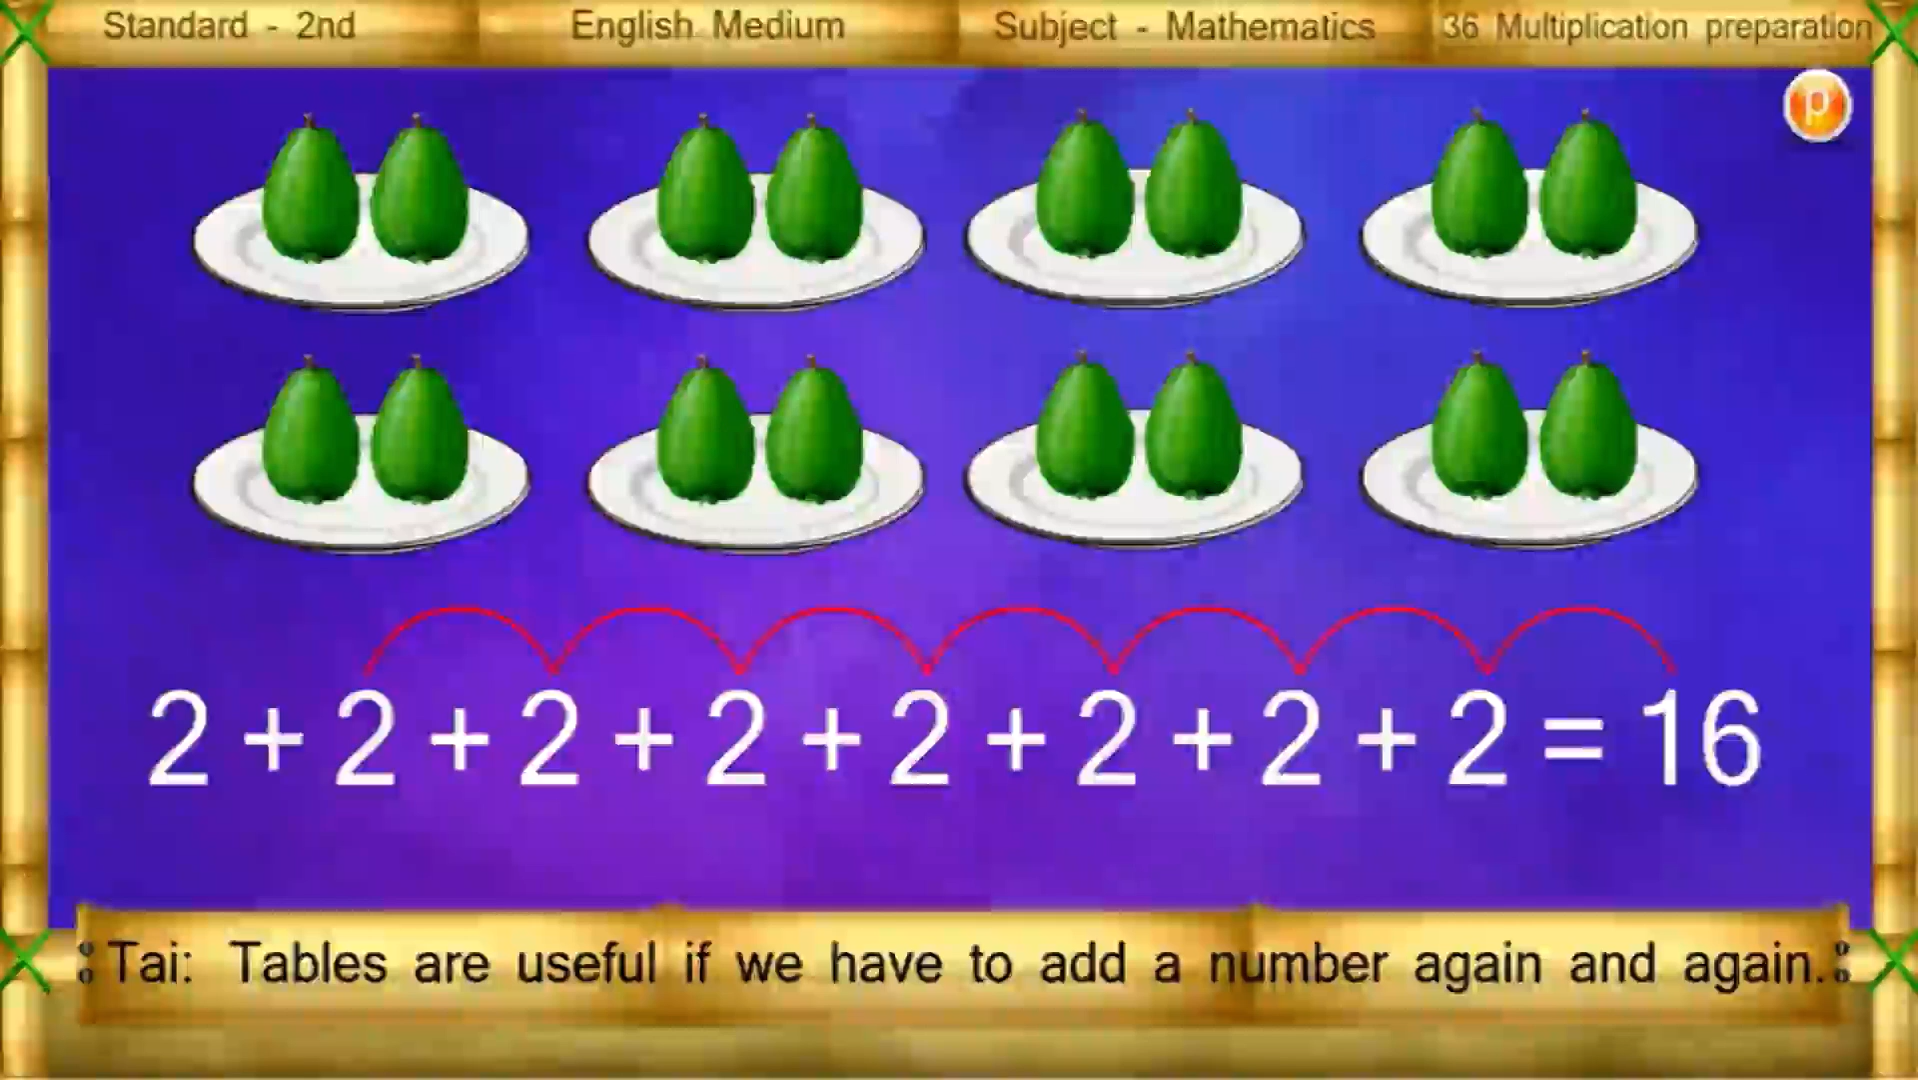 Standard - 2nd English Medium Subject - Mathematics 36 Multiplication preparation
p
2 + 2 + 2 + 2 + 2 + 2 + 2 + 2 = 16
Tai: Tables are useful if we have to add a number again and again.